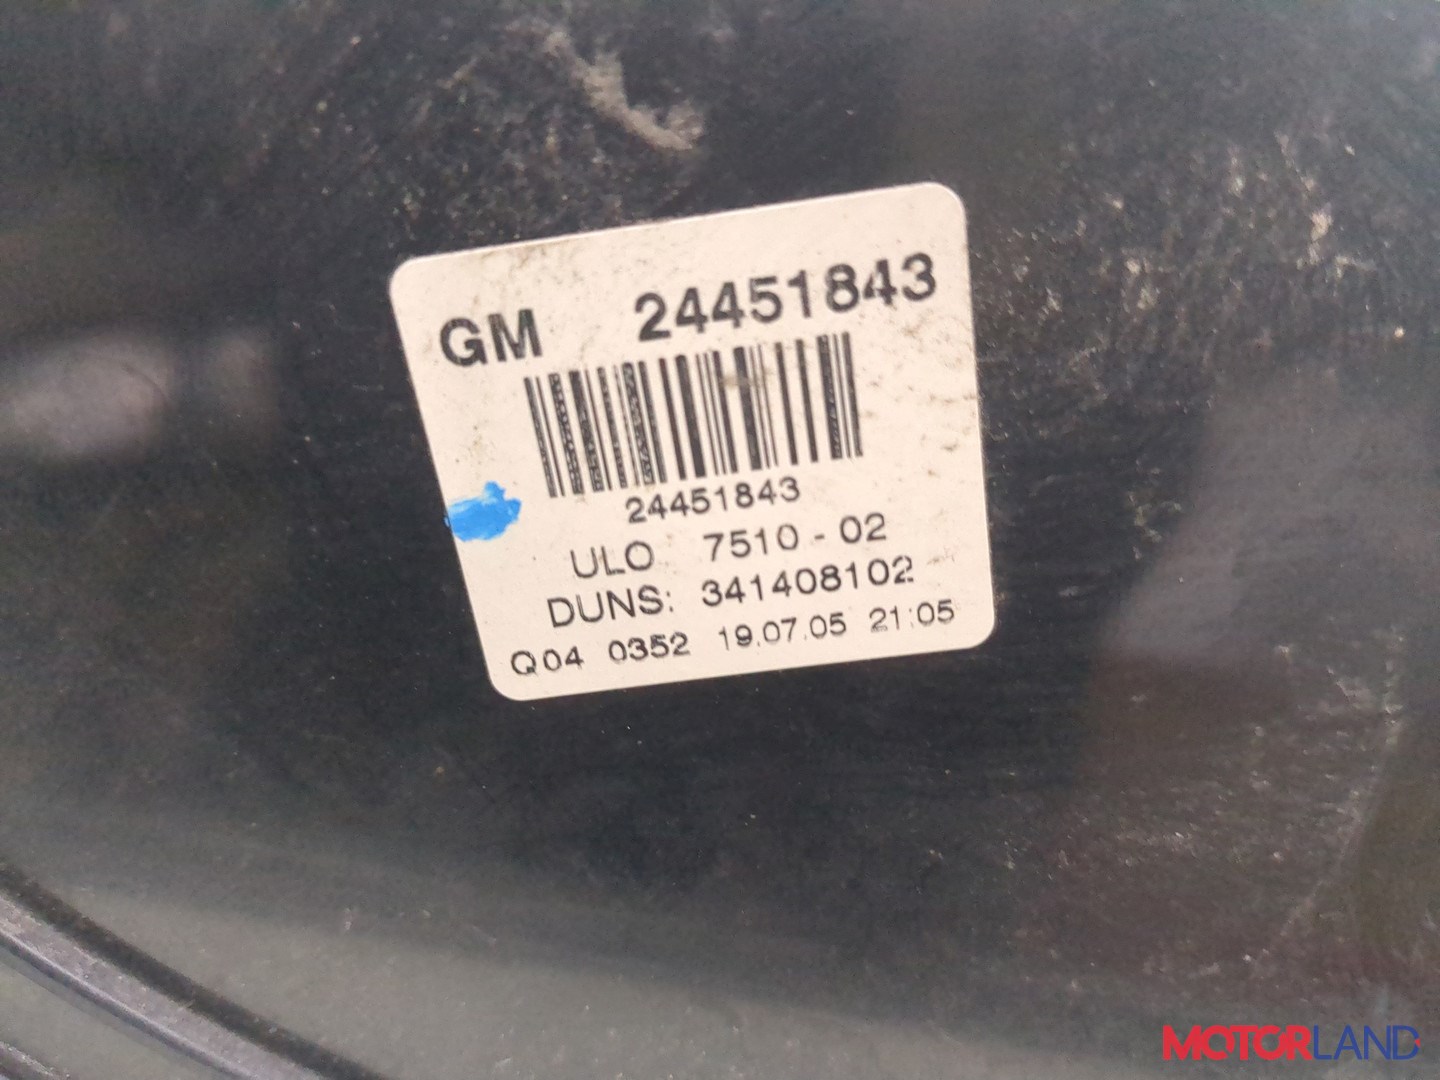 GM 24451843
24451843
ULO 7510-02
DUNS: 341408102
Q04 0352 19.07.05 21:05
MOTORLAND